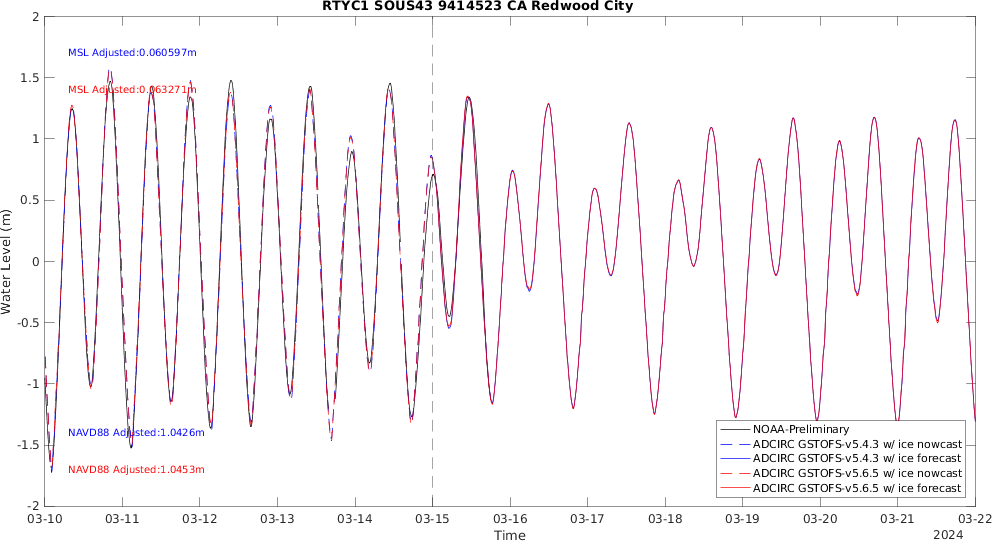 RTYC1 SOUS43 9414523 CA Redwood City
2
1.5
1
0.5
0
-0.5
-1
-1.5
-2
Water Level (m)
MSL Adjusted:0.060597m
MSL Adjusted:0.063271m
NAVD88 Adjusted:1.0426m
NAVD88 Adjusted:1.0453m
NOAA-Preliminary
ADCIRC GSTOFS-v5.4.3 w/ ice nowcast
ADCIRC GSTOFS-v5.4.3 w/ ice forecast
ADCIRC GSTOFS-v5.6.5 w/ ice nowcast
ADCIRC GSTOFS-v5.6.5 w/ ice forecast
03-10 03-11 03-12 03-13 03-14 03-15 03-16 03-17 03-18 03-19 03-20 03-21 03-22
Time
2024